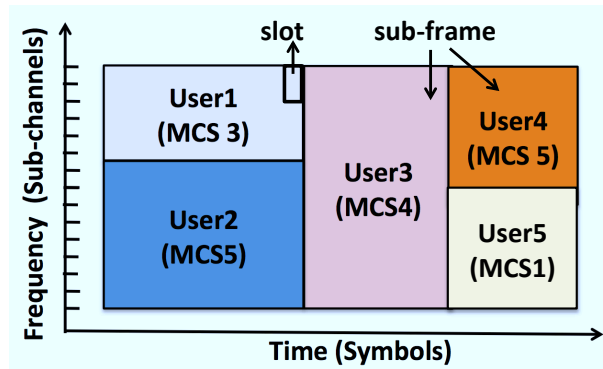 slot
sub-frame
User1
(MCS 3)
User2
(MCS5)
User3
(MCS4)
User4
(MCS 5)
User5
(MCS1)
Frequency (Sub-channels)
Time (Symbols)